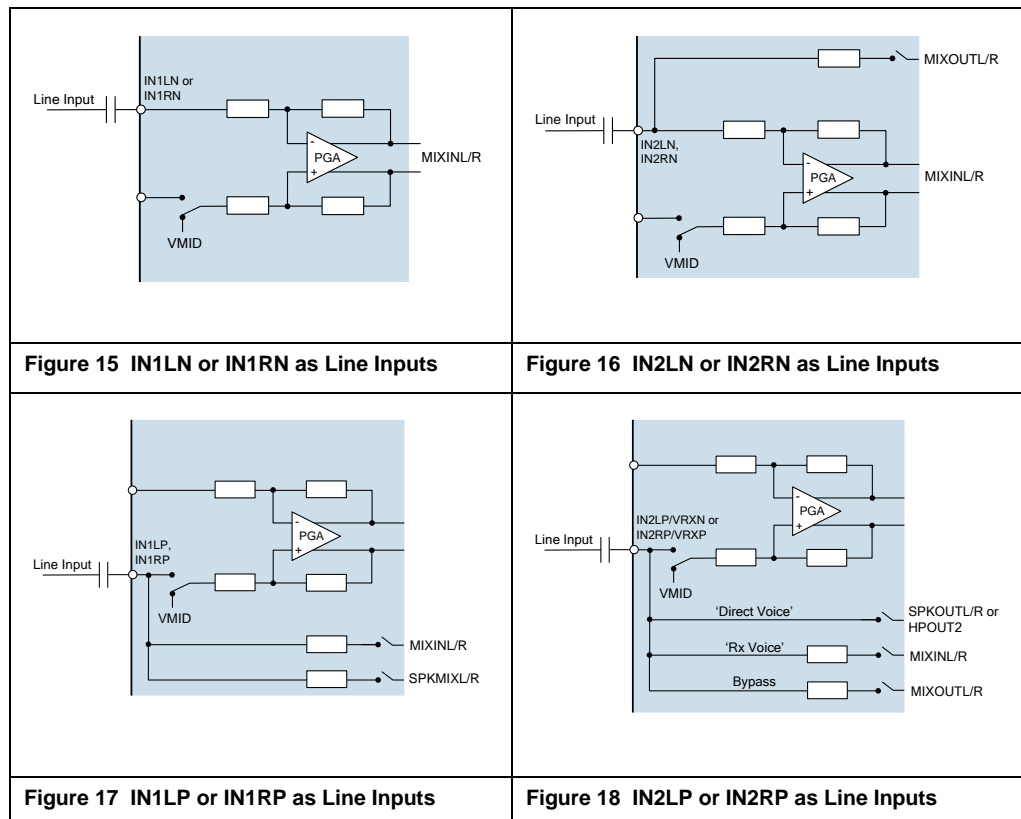 IN1LN or
IN1RN
Line Input
-
PGA
+
MIXINL/R
VMID
Figure 15 IN1LN or IN1RN as Line Inputs
MIXOUTL/R
Line Input
IN2LN,
IN2RN
-
PGA
+
MIXINL/R
VMID
Figure 16 IN2LN or IN2RN as Line Inputs
-
PGA
+
IN1LP,
IN1RP
Line Input
VMID
MIXINL/R
SPKMIXL/R
Figure 17 IN1LP or IN1RP as Line Inputs
-
PGA
+
IN2LP/VRXN or
IN2RP/VRXP
Line Input
VMID
'Direct Voice'
SPKOUTL/R or
HPOUT2
'Rx Voice'
MIXINL/R
Bypass
MIXOUTL/R
Figure 18 IN2LP or IN2RP as Line Inputs